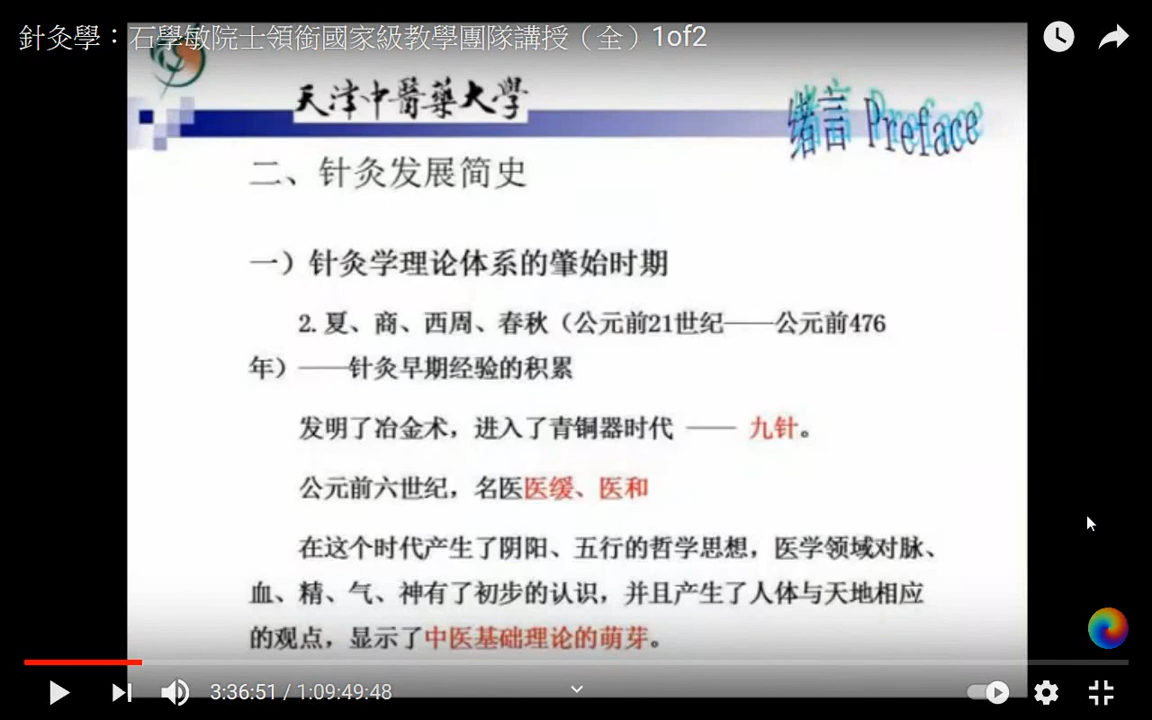 針灸學：石學敏院士領銜國家級教學團隊講授（全）1of2
天津中醫藥大學
绪言 Preface
二、针灸发展简史
一）针灸学理论体系的肇始时期
2. 夏、商、西周、春秋（公元前21世纪——公元前476
年）——针灸早期经验的积累
发明了冶金术，进入了青铜器时代 —— 九针。
公元前六世纪，名医医缓、医和
在这个时代产生了阴阳、五行的哲学思想，医学领域对脉、
血、精、气、神有了初步的认识，并且产生了人体与天地相应
的观点，显示了中医基础理论的萌芽。
3:36:51 / 1:09:49:48